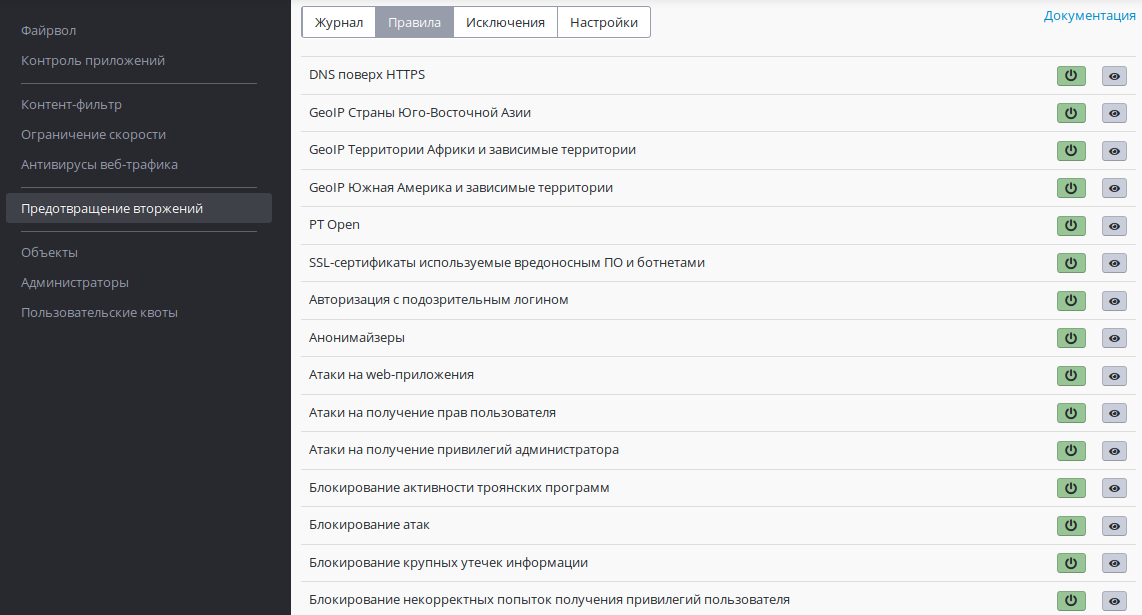 Файрвол
Контроль приложений
Контент-фильтр
Ограничение скорости
Антивирусы веб-трафика
Предотвращение вторжений
Объекты
Администраторы
Пользовательские квоты
Журнал Правила Исключения Настройки
Документация
DNS поверх HTTPS
GeoIP Страны Юго-Восточной Азии
GeoIP Территории Африки и зависимые территории
GeoIP Южная Америка и зависимые территории
PT Open
SSL-сертификаты используемые вредоносным ПО и ботнетами
Авторизация с подозрительным логином
Анонимайзеры
Атаки на web-приложения
Атаки на получение прав пользователя
Атаки на получение привилегий администратора
Блокирование активности троянских программ
Блокирование атак
Блокирование крупных утечек информации
Блокирование некорректных попыток получения привилегий пользователя